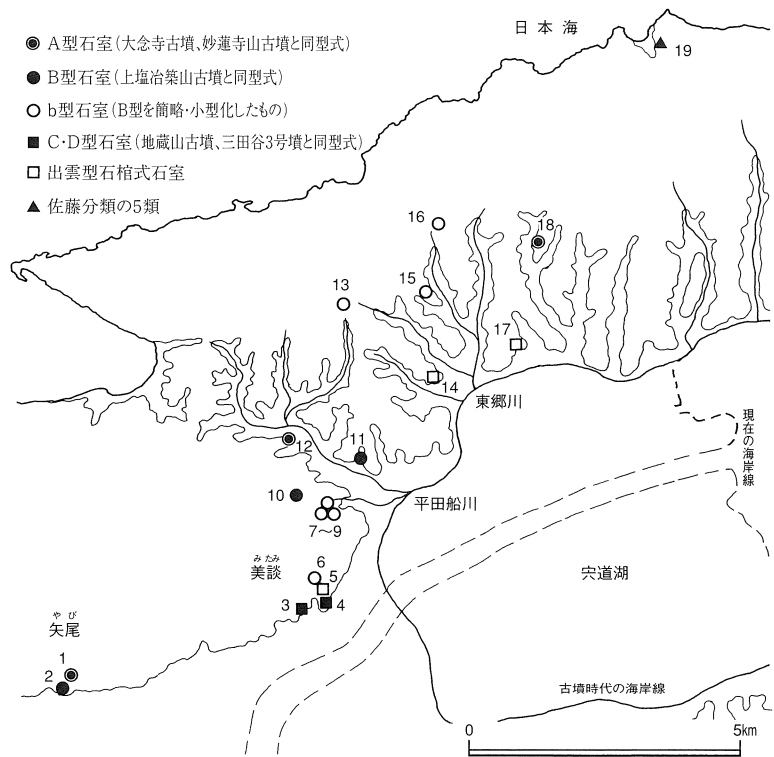 日本海
A型石室(大念寺古墳、妙蓮寺山古墳と同型式)
B型石室(上塩冶築山古墳と同型式)
b型石室(B型を簡略・小型化したもの)
C・D型石室(地蔵山古墳、三田谷3号墳と同型式)
出雲型石棺式石室
佐藤分類の5類
19
18
16
15
13
17
14
東郷川
現在の海岸線
12
11
10
平田船川
7〜9
みたみ
美談
6
5
3
4
宍道湖
やび
矢尾
1
2
古墳時代の海岸線
0
5km